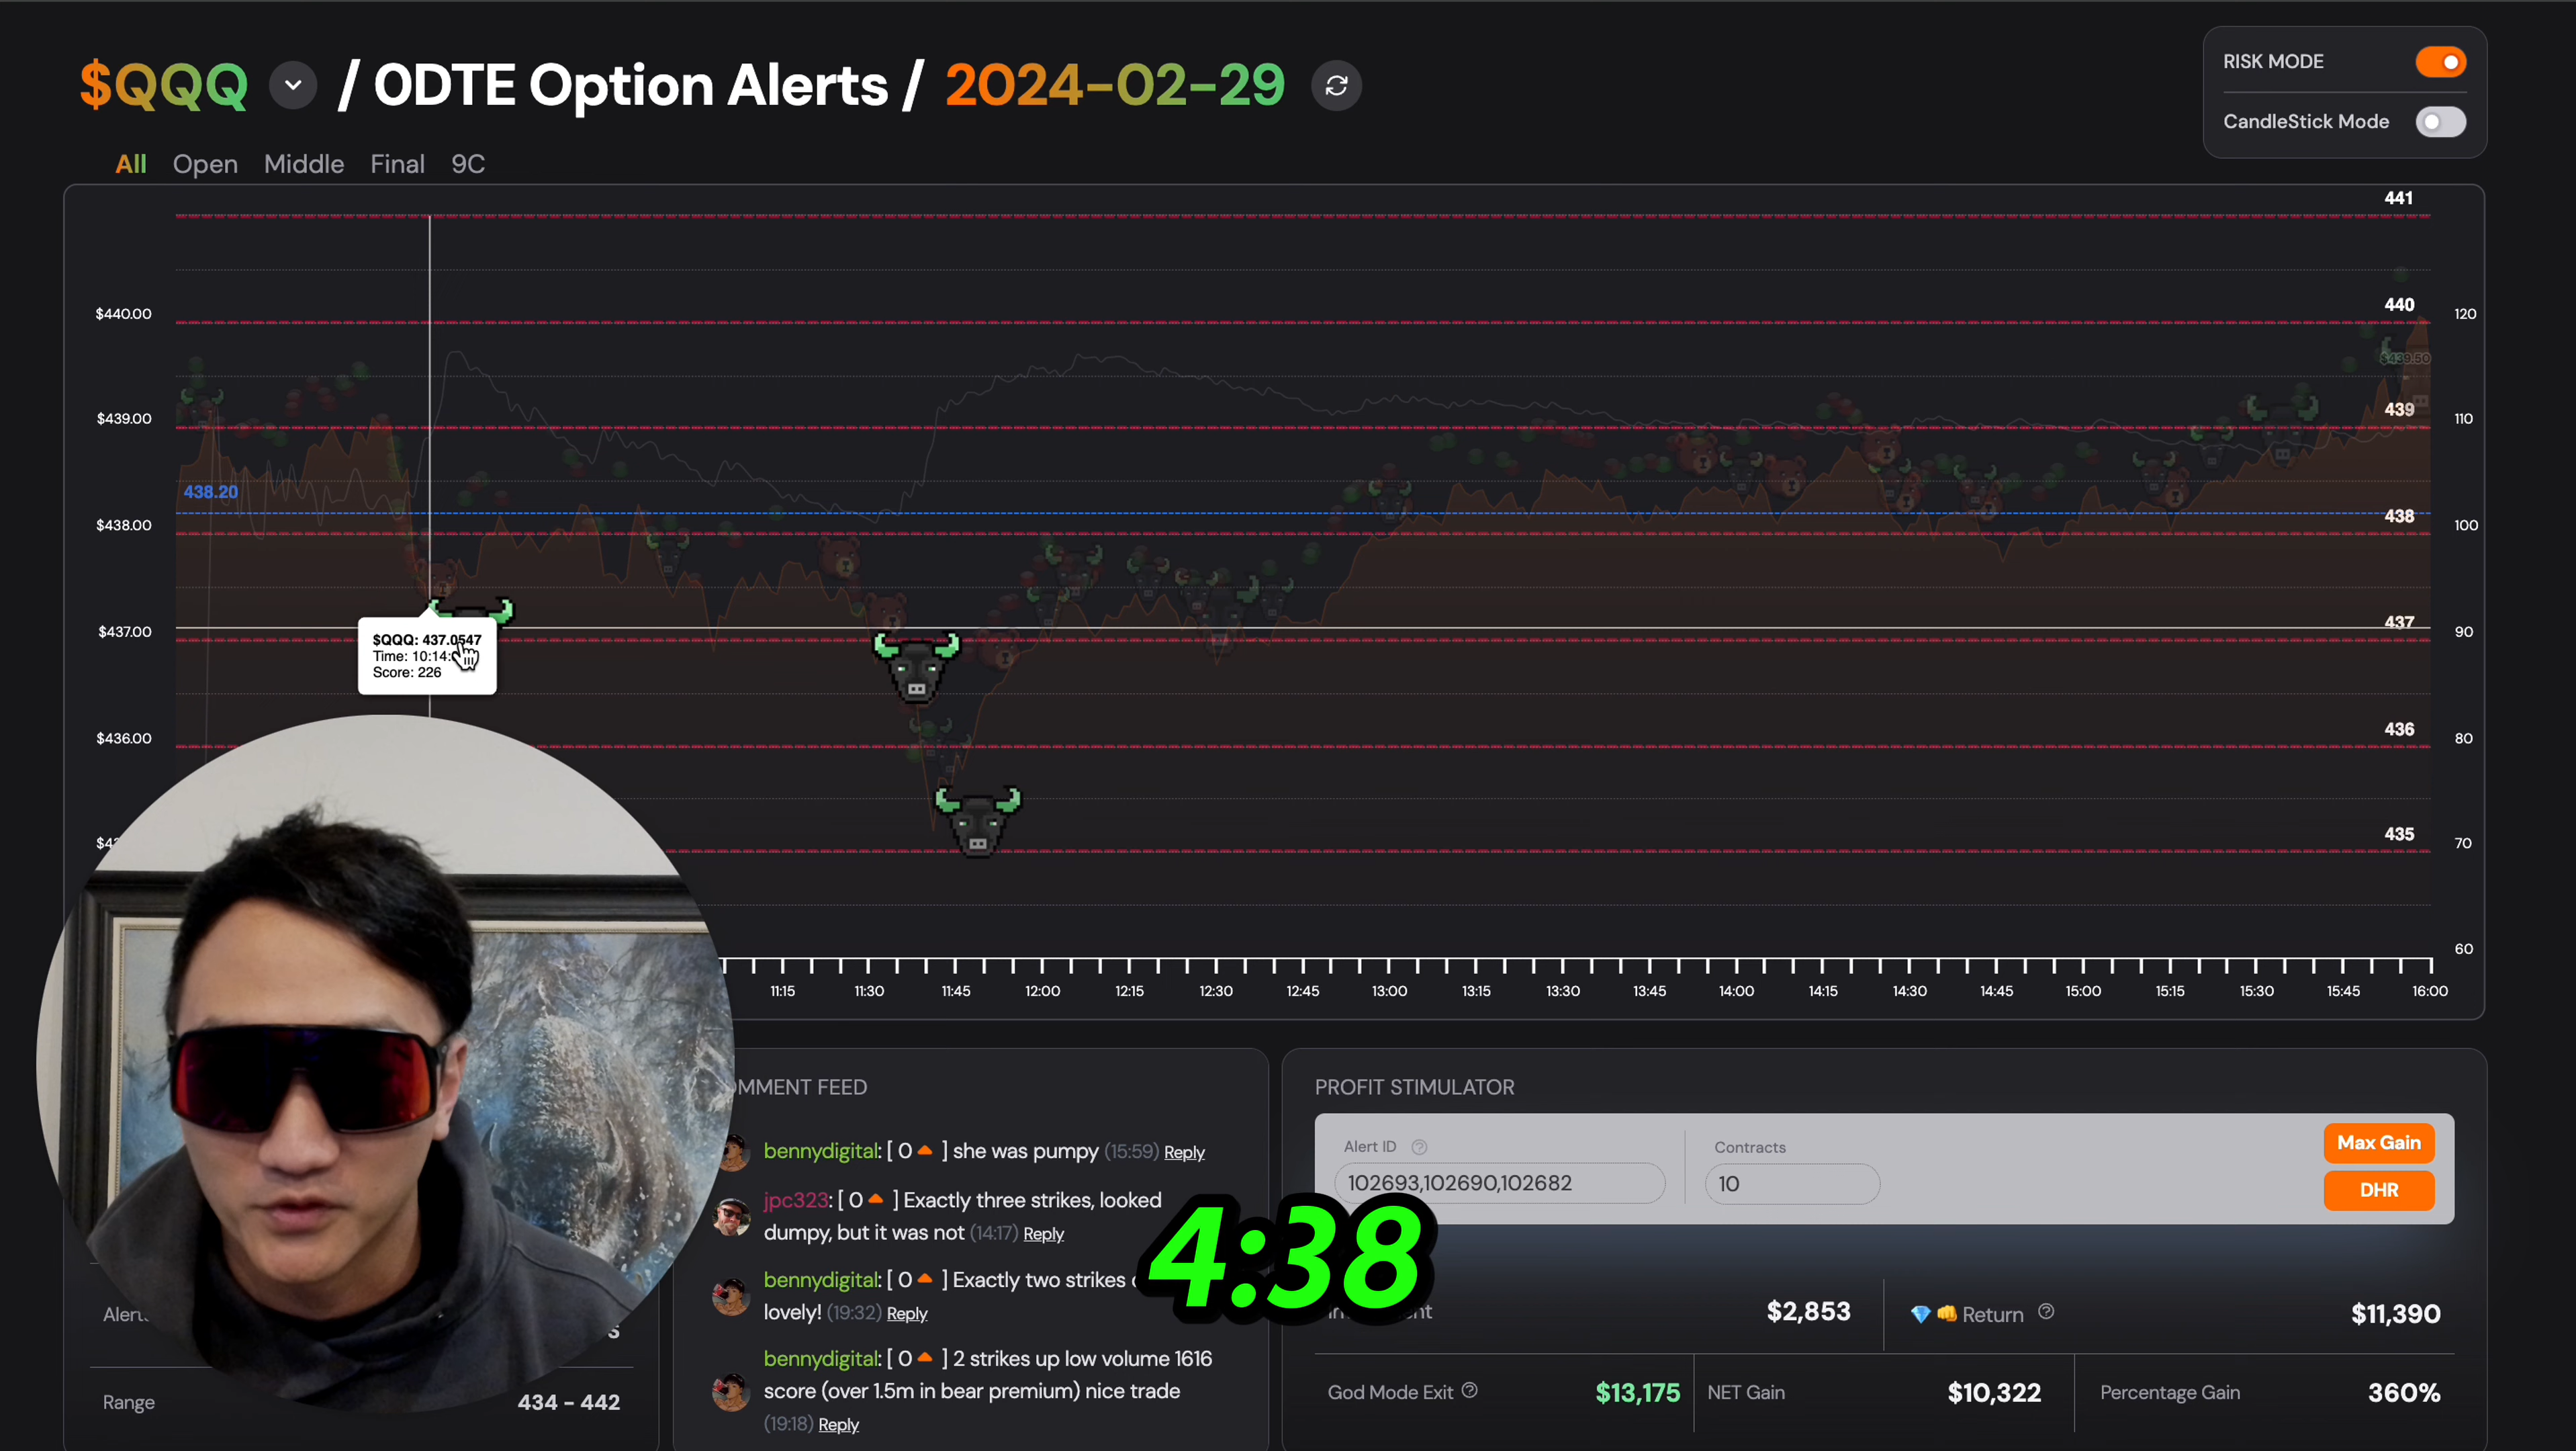 $QQQ / 0DTE Option Alerts / 2024-02-29
RISK MODE
CandleStick Mode
All Open Middle Final 9C
441
$440.00 440 120
$439.50
$439.00 439 110
438.20
$438.00 438 100
$437.00 437 90
$QQQ: 437.0547
Time: 10:14:
Score: 226
$436.00 436 80
435 70
60
11:15 11:30 11:45 12:00 12:15 12:30 12:45 13:00 13:15 13:30 13:45 14:00 14:15 14:30 14:45 15:00 15:15 15:30 15:45 16:00
Range 434 - 442
OMMENT FEED
bennydigital: [ 0 ] she was pumpy (15:59) Reply
jpc323: [ 0 ] Exactly three strikes, looked
dumpy, but it was not (14:17) Reply
bennydigital: [ 0 ] Exactly two strikes
lovely! (19:32) Reply
bennydigital: [ 0 ] 2 strikes up low volume 1616
score (over 1.5m in bear premium) nice trade
(19:18) Reply
4:38
PROFIT STIMULATOR
Alert ID Contracts
102693,102690,102682 10
Max Gain
DHR
$2,853 Return $11,390
God Mode Exit $13,175 NET Gain $10,322 Percentage Gain 360%